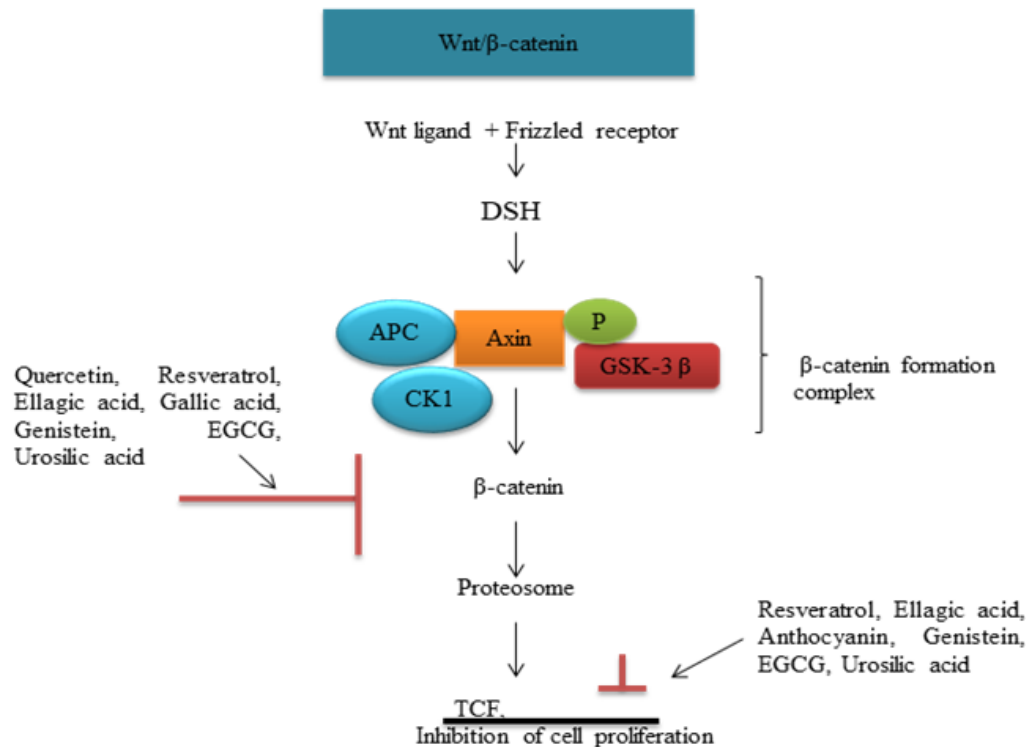 Wnt/β-catenin
Wnt ligand + Frizzled receptor
DSH
APC
Axin
P
GSK-3 β
CK1
β-catenin formation
complex
Quercetin, Resveratrol,
Ellagic acid, Gallic acid,
Genistein, EGCG,
Urosilic acid
β-catenin
Proteosome
Resveratrol, Ellagic acid,
Anthocyanin, Genistein,
EGCG, Urosilic acid
TCF,
Inhibition of cell proliferation